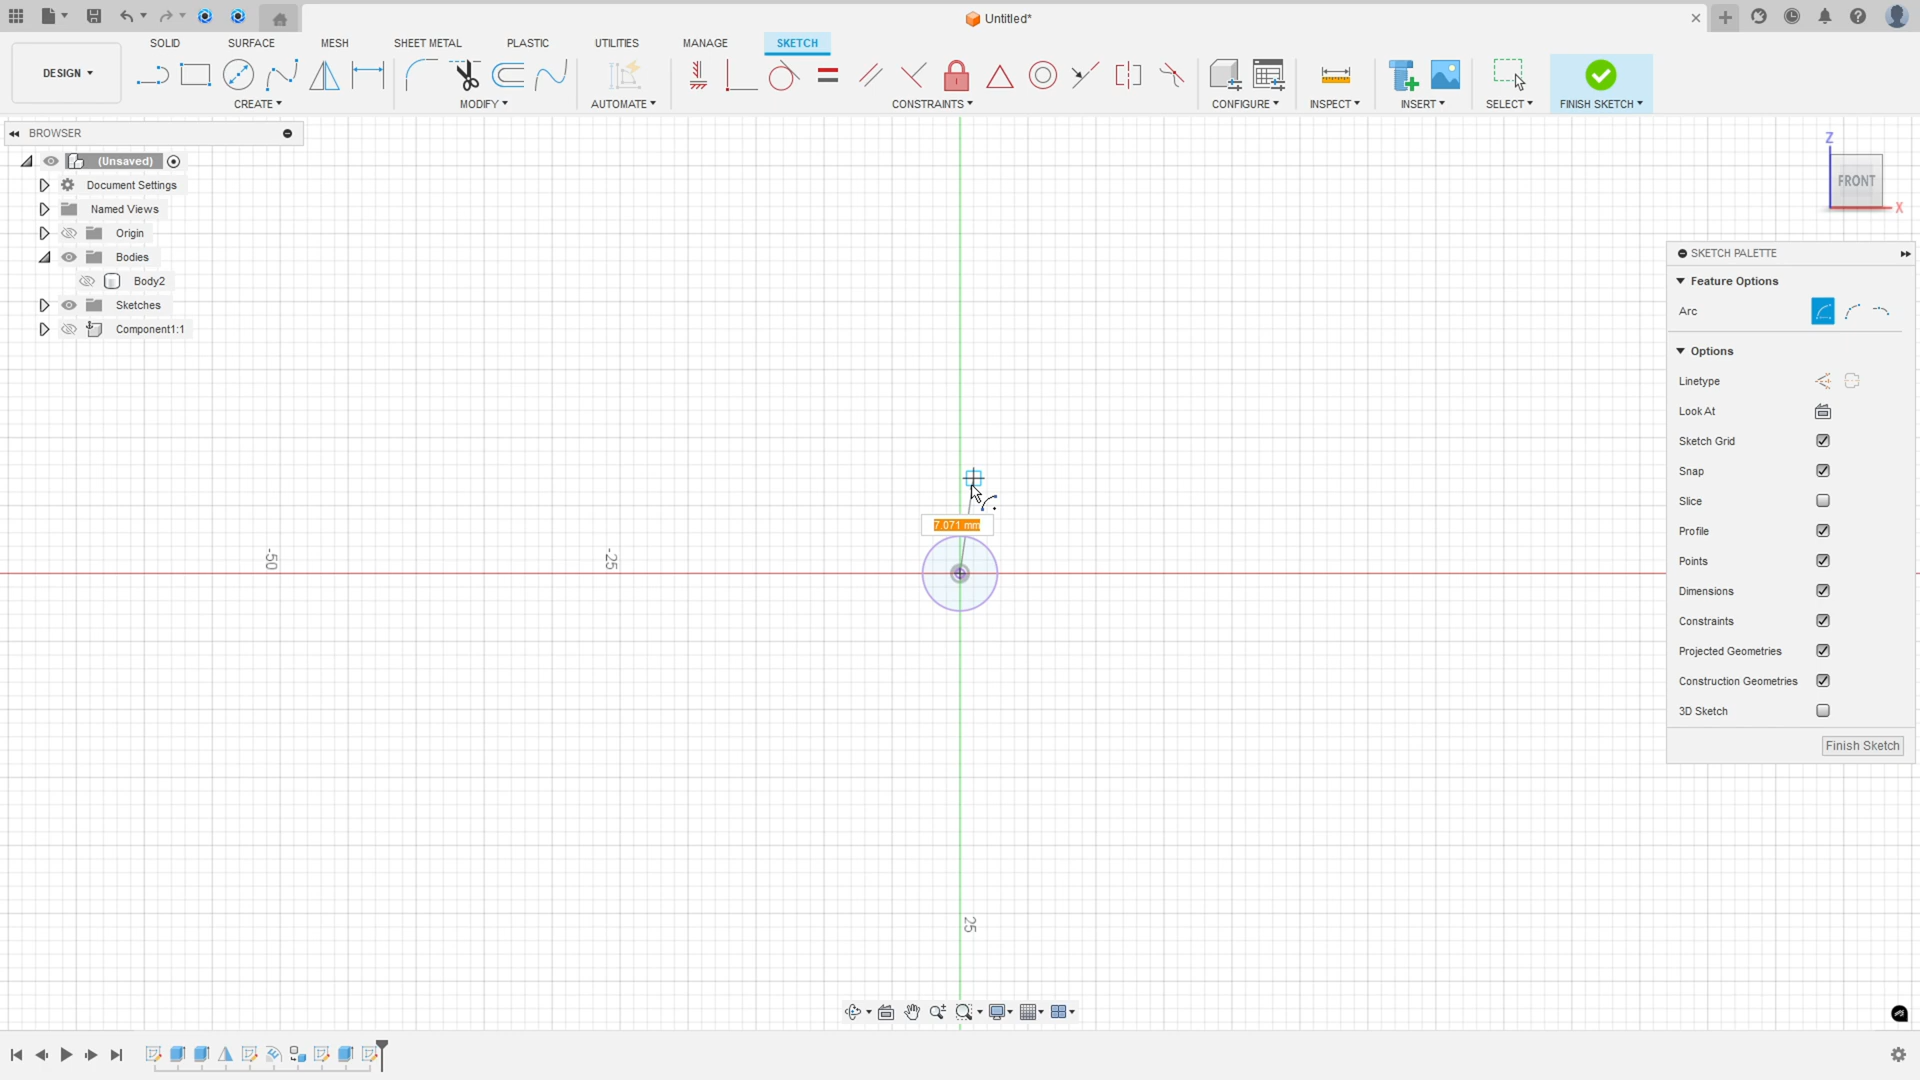 Untitled*
SOLID SURFACE MESH SHEET METAL PLASTIC UTILITIES MANAGE SKETCH
DESIGN
CREATE MODIFY AUTOMATE CONSTRAINTS CONFIGURE INSPECT INSERT SELECT FINISH SKETCH
BROWSER
(Unsaved)
Document Settings
Named Views
Origin
Bodies
Body2
Sketches
Component1:1
Z
FRONT
X
SKETCH PALETTE
Feature Options
Arc
Options
Linetype
Look At
Sketch Grid
Snap
Slice
Profile
Points
Dimensions
Constraints
Projected Geometries
Construction Geometries
3D Sketch
Finish Sketch
7.071 mm
-50
-25
25